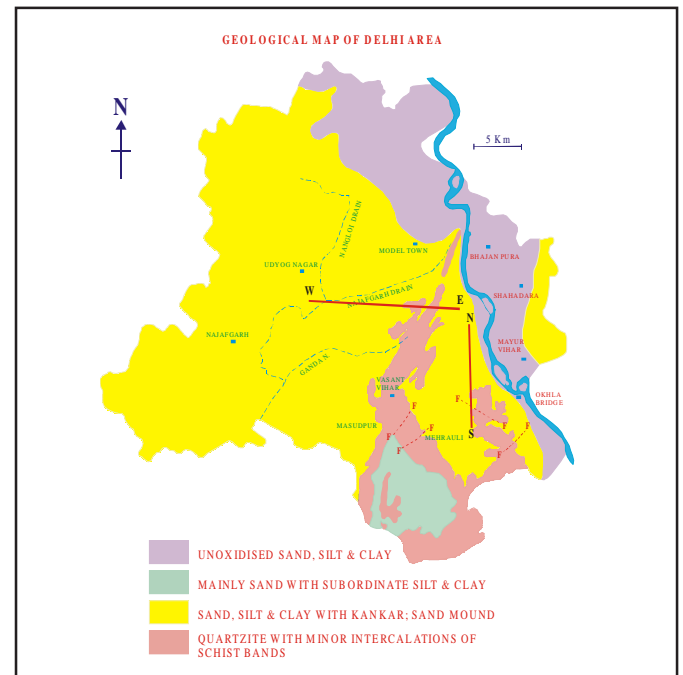 GEOLOGICAL MAP OF DELHI AREA
N
5 Km
NANGLOI DRAIN
MODEL TOWN
BHAJAN PURA
UDYOG NAGAR
W
NAJAFGARH DRAIN
E
SHAHADARA
N
NAJAFGARH
MAYUR
VIHAR
GANDA N.
VASANT
VIHAR
OKHLA
BRIDGE
F
F
F
MASUDPUR
F
F
F
MEHRAULI
S
F
F
UNOXIDISED SAND, SILT & CLAY
MAINLY SAND WITH SUBORDINATE SILT & CLAY
SAND, SILT & CLAY WITH KANKAR; SAND MOUND
QUARTZITE WITH MINOR INTERCALATIONS OF
SCHIST BANDS